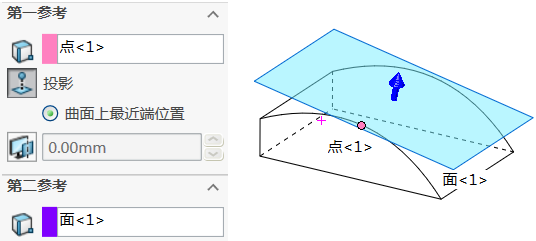 第一参考
点<1>
投影
曲面上最近端位置
0.00mm
第二参考
面<1>
点<1>
面<1>